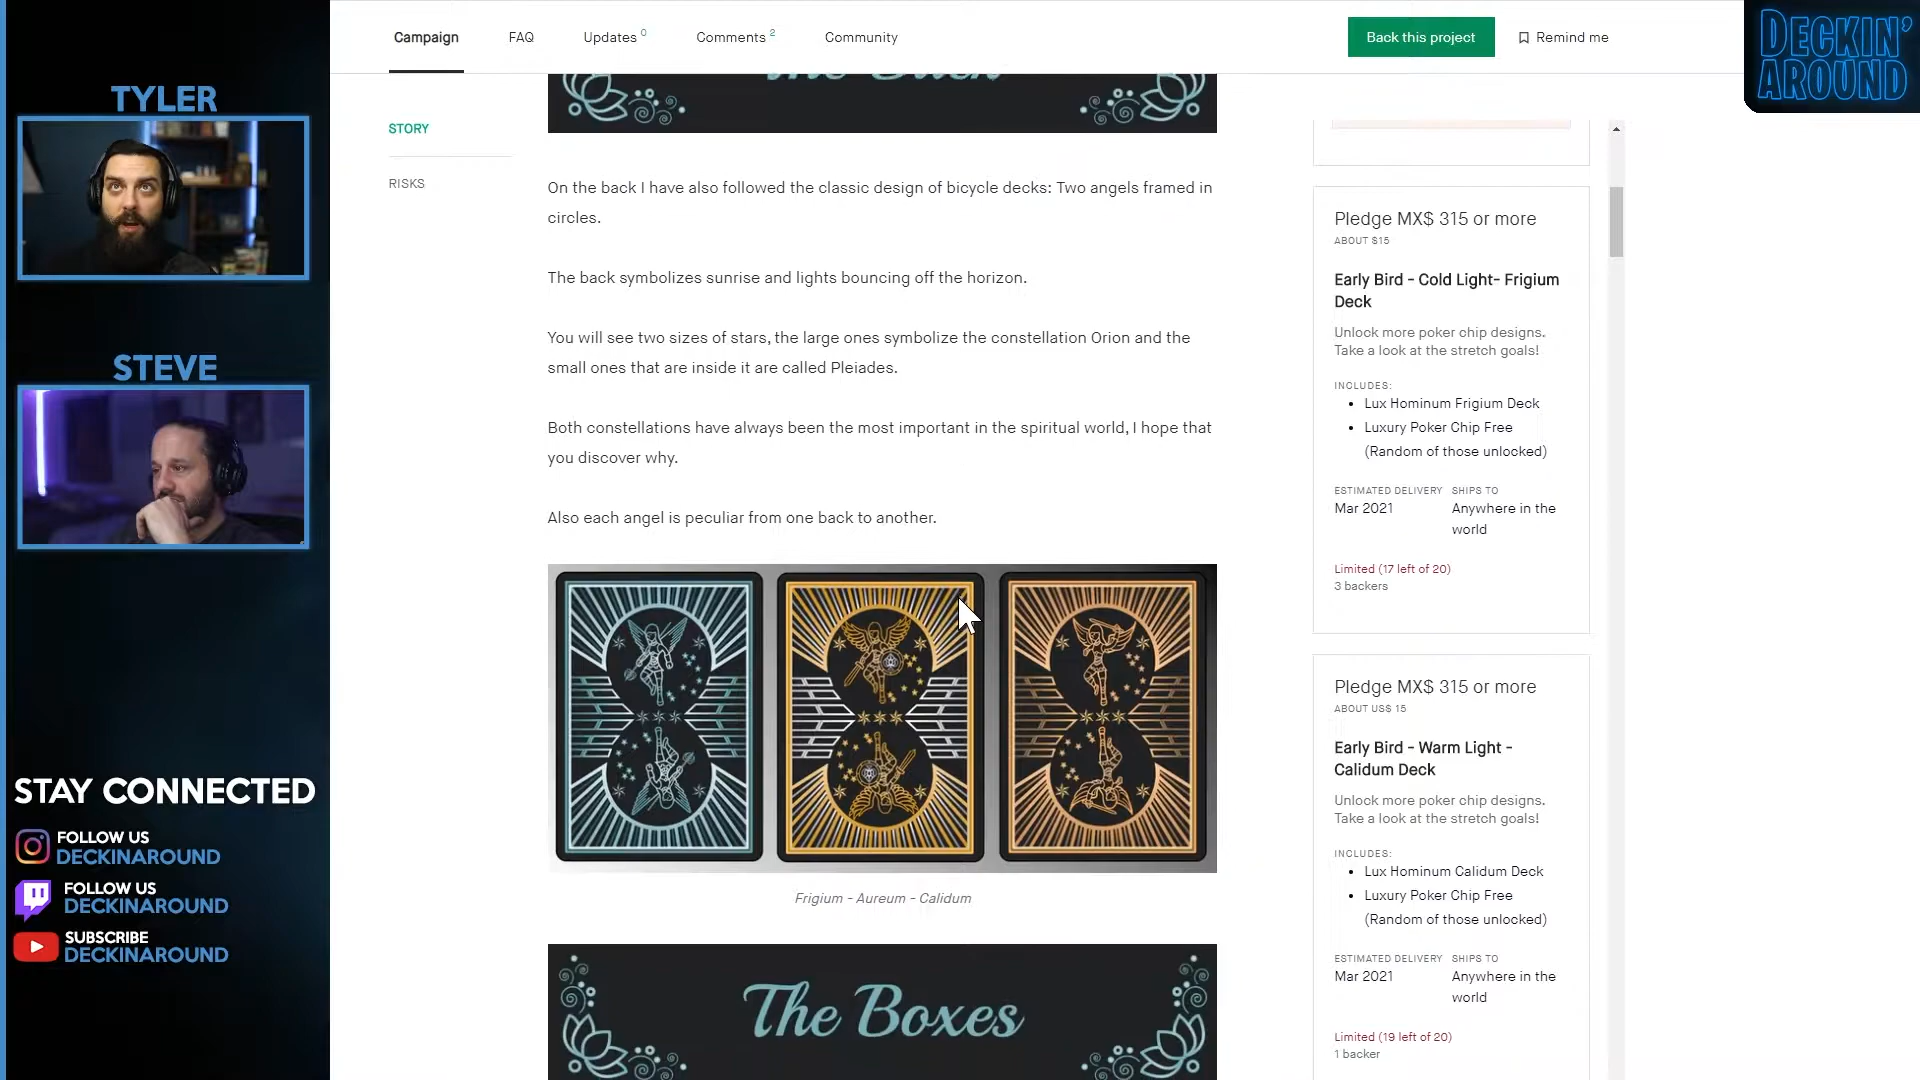 Campaign
FAQ
Updates 0
Comments 2
Community
Back this project
Remind me
DECKIN'
AROUND
TYLER
STEVE
STAY CONNECTED
FOLLOW US
DECKINAROUND
FOLLOW US
DECKINAROUND
SUBSCRIBE
DECKINAROUND
STORY
RISKS
The Back
On the back I have also followed the classic design of bicycle decks: Two angels framed in
circles.
The back symbolizes sunrise and lights bouncing off the horizon.
You will see two sizes of stars, the large ones symbolize the constellation Orion and the
small ones that are inside it are called Pleiades.
Both constellations have always been the most important in the spiritual world, I hope that
you discover why.
Also each angel is peculiar from one back to another.
Frigium - Aureum - Calidum
The Boxes
Pledge MX$ 315 or more
ABOUT $15
Early Bird - Cold Light- Frigium
Deck
Unlock more poker chip designs.
Take a look at the stretch goals!
INCLUDES:
• Lux Hominum Frigium Deck
• Luxury Poker Chip Free
(Random of those unlocked)
ESTIMATED DELIVERY
Mar 2021
SHIPS TO
Anywhere in the
world
Limited (17 left of 20)
3 backers
Pledge MX$ 315 or more
ABOUT US$ 15
Early Bird - Warm Light -
Calidum Deck
Unlock more poker chip designs.
Take a look at the stretch goals!
INCLUDES:
• Lux Hominum Calidum Deck
• Luxury Poker Chip Free
(Random of those unlocked)
ESTIMATED DELIVERY
Mar 2021
SHIPS TO
Anywhere in the
world
Limited (19 left of 20)
1 backer